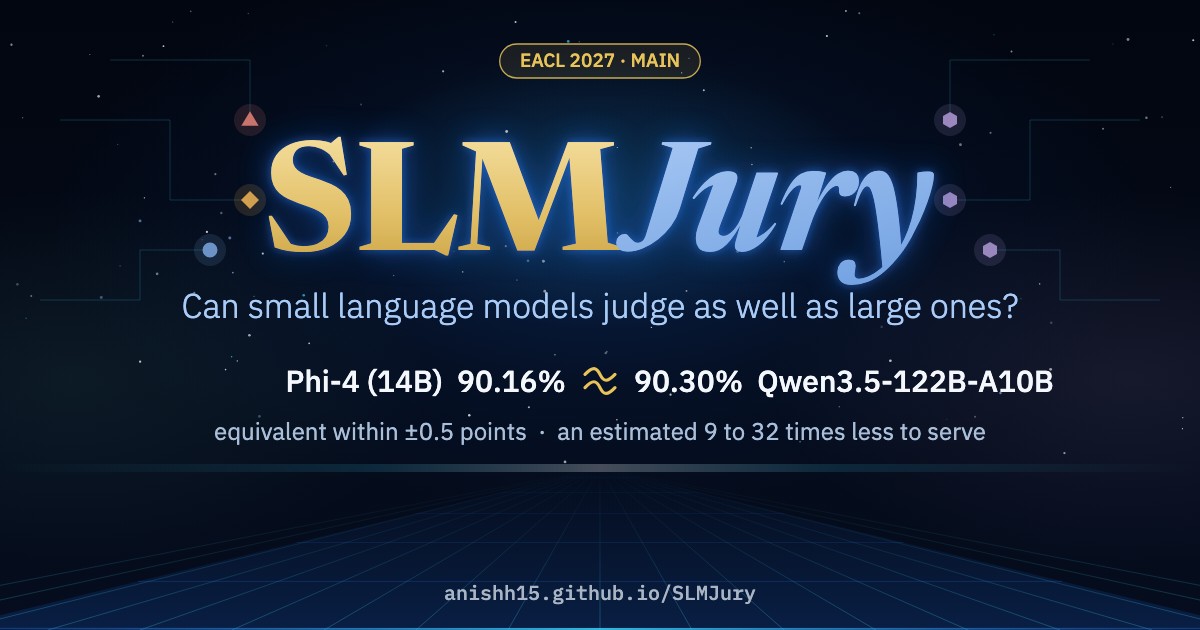 EACL 2027 · MAIN
SLMJury
Can small language models judge as well as large ones?
Phi-4 (14B) 90.16% ≈ 90.30% Qwen3.5-122B-A10B
equivalent within ±0.5 points · an estimated 9 to 32 times less to serve
anishh15.github.io/SLMJury